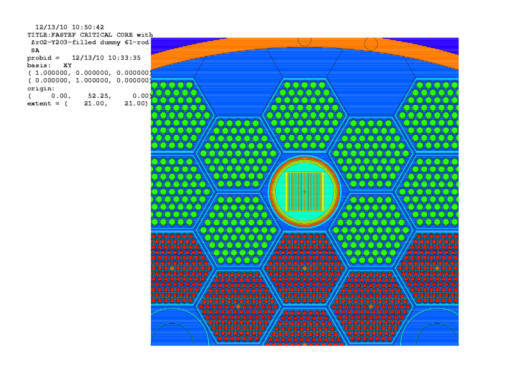 12/13/10 10:50:42
TITLE:FASTEF CRITICAL CORE with
ZrO2-Y2O3-filled dummy 61-rod
SA
probid = 12/13/10 10:33:35
basis: XY
( 1.000000, 0.000000, 0.000000)
( 0.000000, 1.000000, 0.000000)
origin:
( 0.00, 52.25, 0.00)
extent = ( 21.00, 21.00)